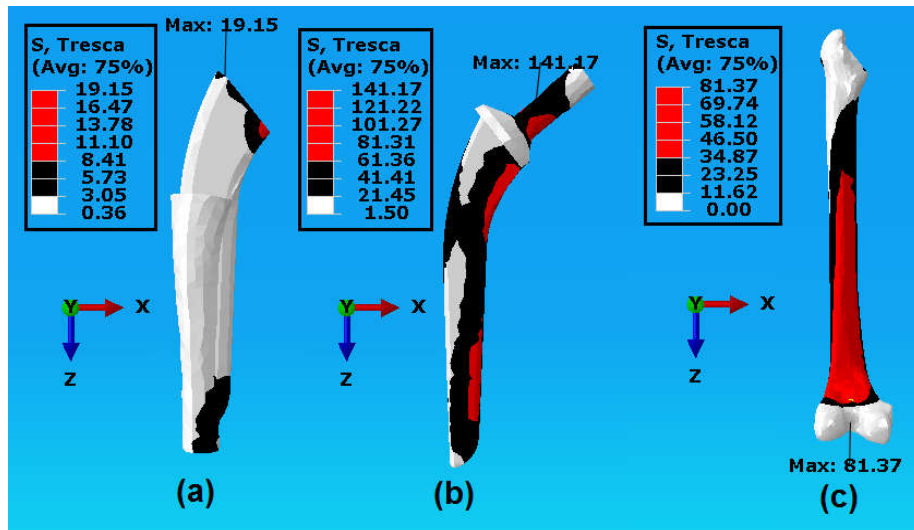 Max: 19.15
S, Tresca
(Avg: 75%)
19.15
16.47
13.78
11.10
8.41
5.73
3.05
0.36
Y
X
Z
(a)
S, Tresca
(Avg: 75%)
141.17
121.22
101.27
81.31
61.36
41.41
21.45
1.50
Max: 141.17
Y
X
Z
(b)
S, Tresca
(Avg: 75%)
81.37
69.74
58.12
46.50
34.87
23.25
11.62
0.00
Y
X
Z
Max: 81.37
(c)